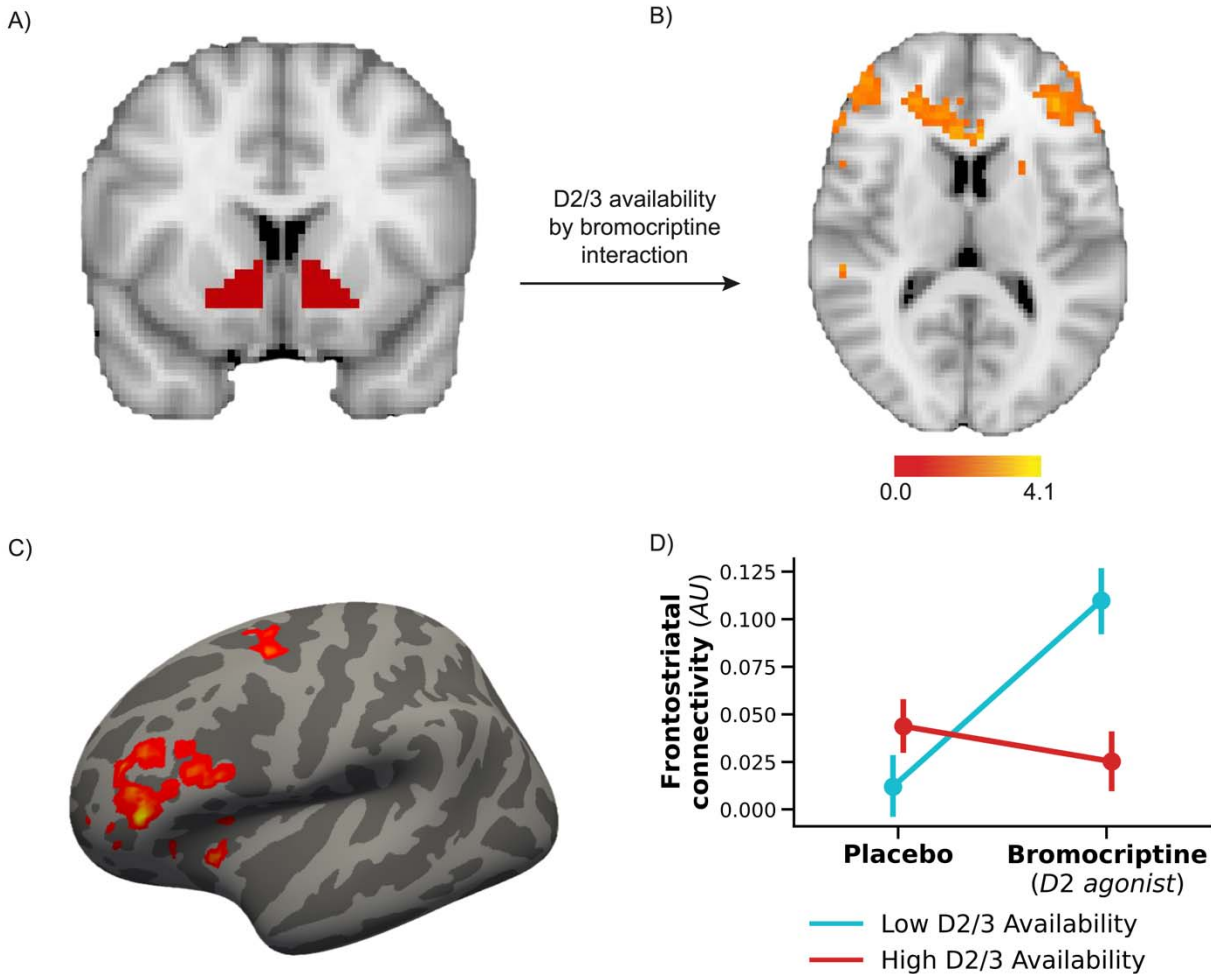 A)
B)
D2/3 availability
by bromocriptine
interaction
0.0
4.1
C)
D)
Frontostriatal
connectivity (AU)
0.125
0.100
0.075
0.050
0.025
0.000
Placebo
Bromocriptine
(D2 agonist)
Low D2/3 Availability
High D2/3 Availability